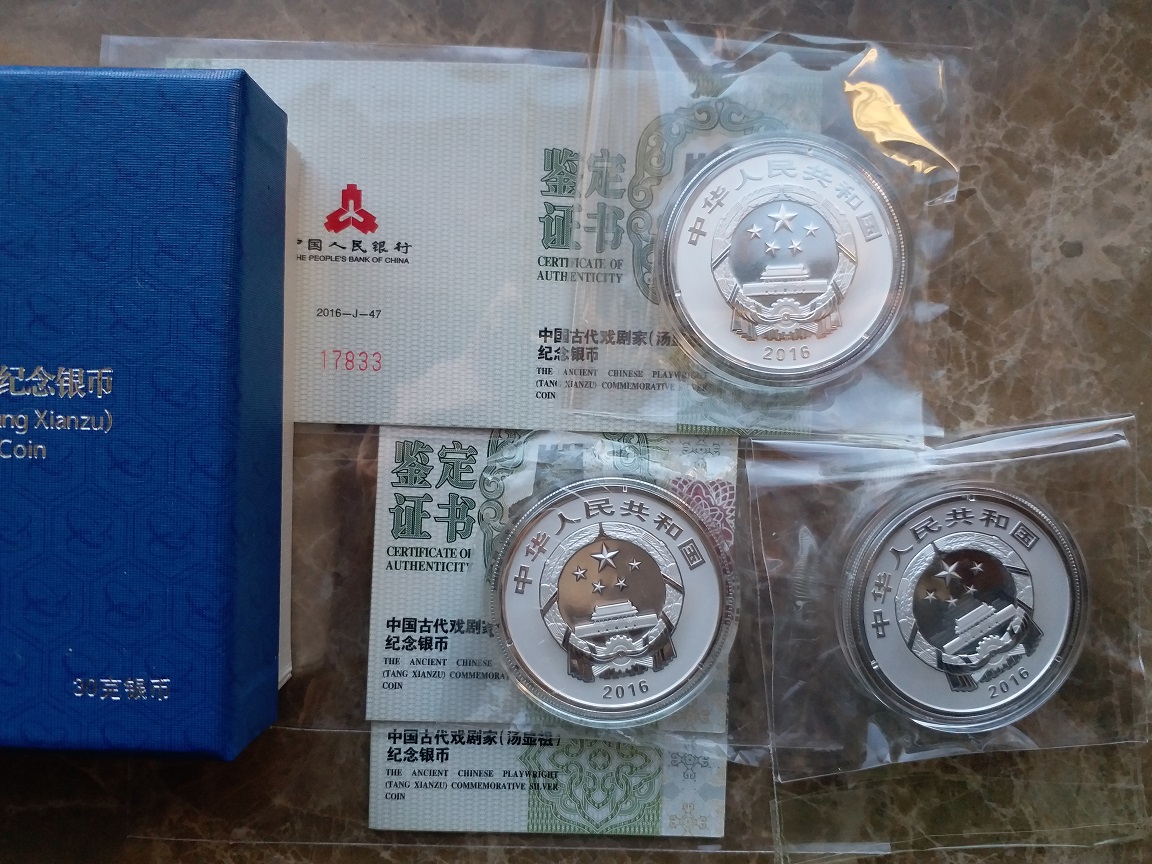 纪念银币
ng Xianzu)
Coin
30克银币
中国人民银行
HE PEOPLE'S BANK OF CHINA
2016-J-47
17833
鉴定
证书
CERTIFICATE OF
AUTHENTICITY
中国古代戏剧家(汤
纪念银币
THE ANCIENT CHINESE PLAYWRIGHT
(TANG XIANZU) COMMEMORATIVE SILVER
COIN
中华人民共和国
2016
鉴定
证书
CERTIFICATE OF
AUTHENTICIT
中国古代戏剧家
纪念银币
THE ANCIENT CHINESE
(TANG XIANZU) COMMEMORA
COIN
中华人民共和国
2016
中华人民共和国
2016
中国古代戏剧家(汤显祖)
纪念银币
THE ANCIENT CHINESE PLAYWRIGHT
(TANG XIANZU) COMMEMORATIVE SILVER
COIN